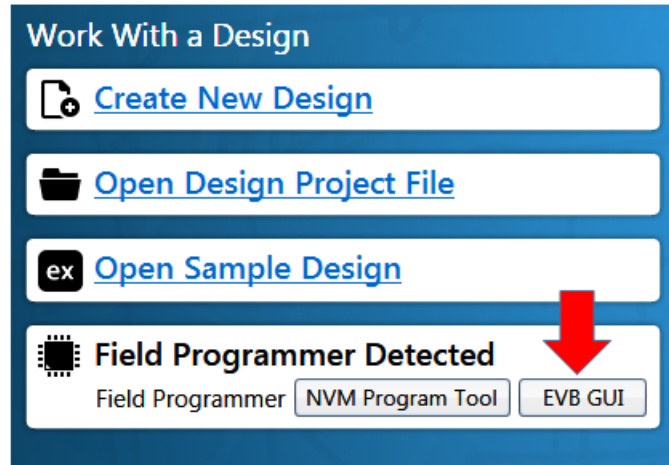 Work With a Design
Create New Design
Open Design Project File
ex Open Sample Design
Field Programmer Detected
Field Programmer NVM Program Tool EVB GUI